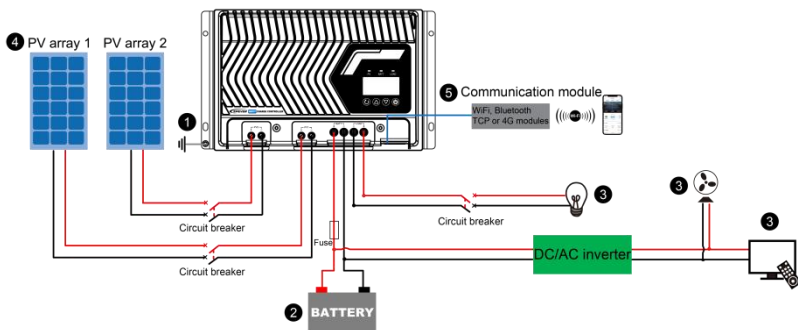 4 PV array 1 PV array 2
5 Communication module
WiFi, Bluetooth
TCP or 4G modules
1
3
3
3
Circuit breaker
Circuit breaker
Fuse
DC/AC inverter
Circuit breaker
2 BATTERY